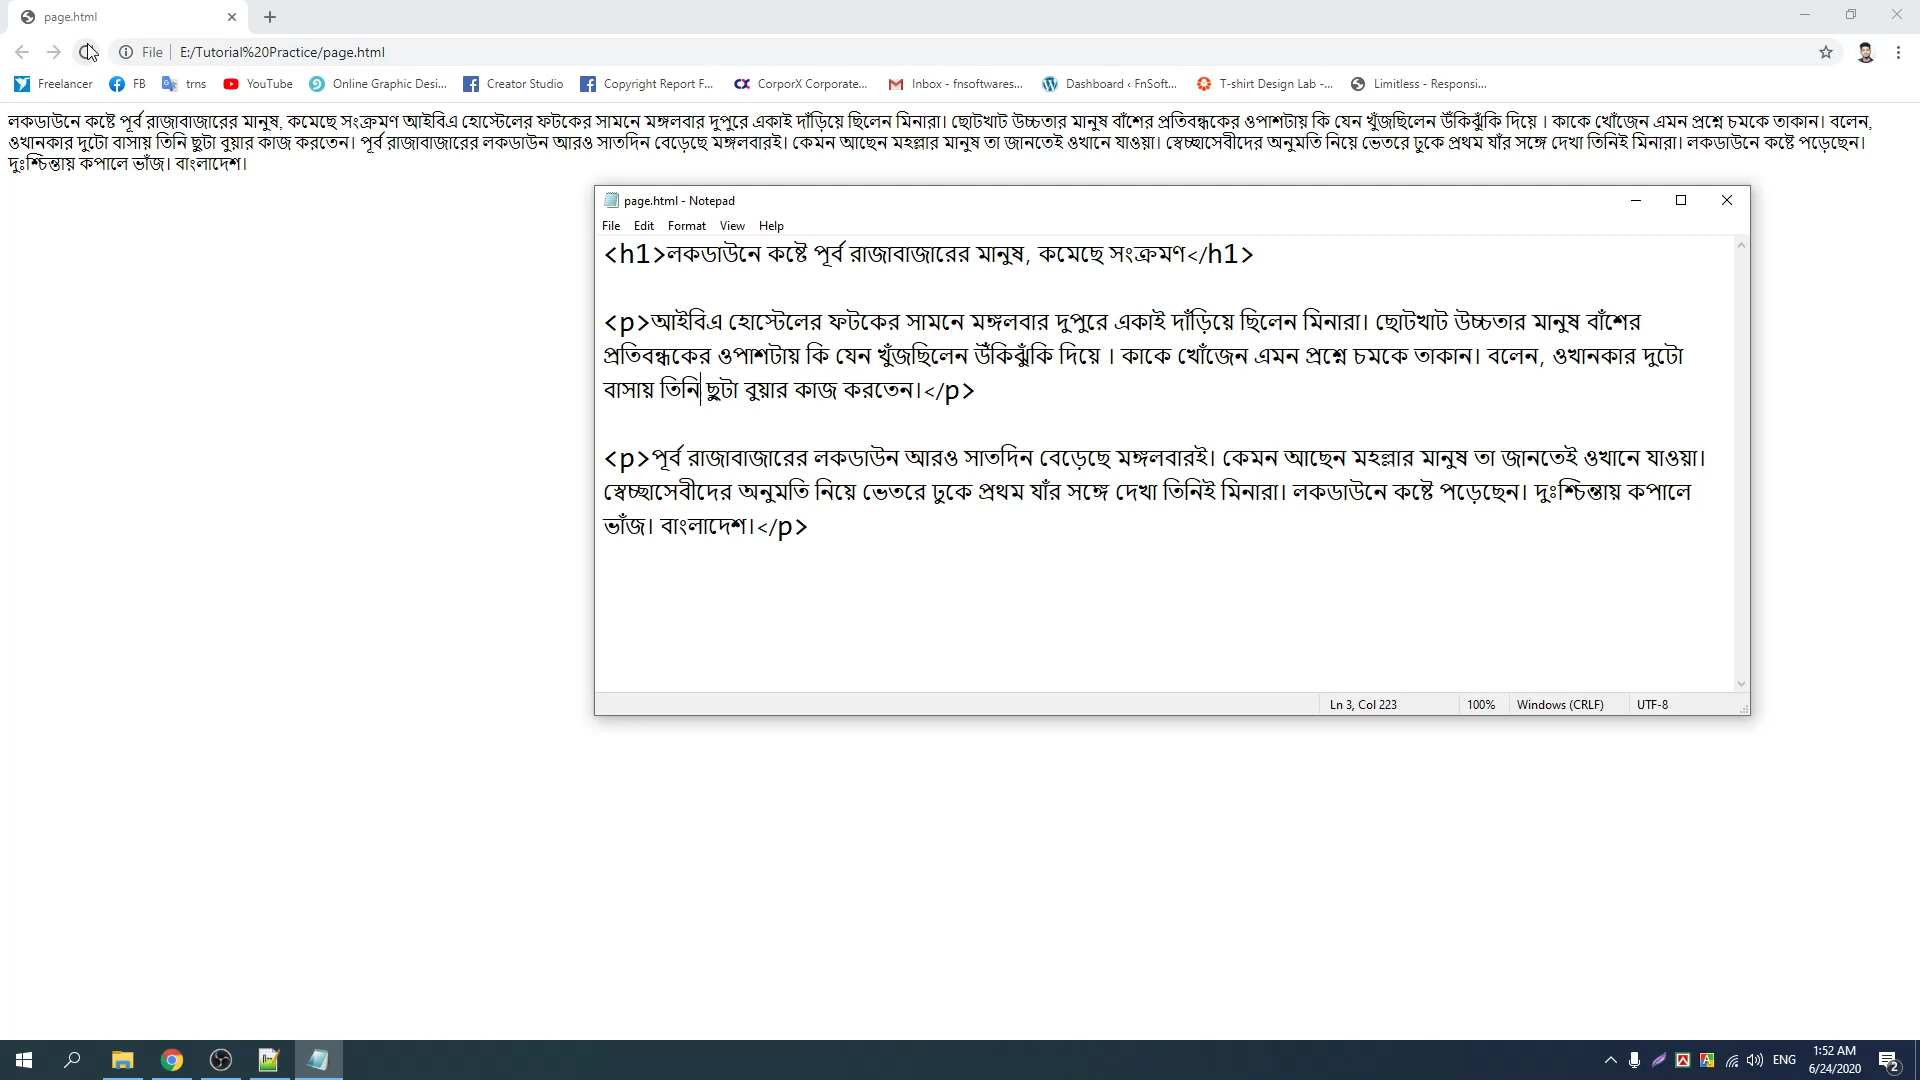 page.html
File
E:/Tutorial%20Practice/page.html
Freelancer FB trns YouTube Online Graphic Desi... Creator Studio Copyright Report F... CorporX Corporate... Inbox - fnsoftwares... Dashboard ‹ FnSoft... T-shirt Design Lab -... Limitless - Responsi...
লকডাউনে কষ্টে পূর্ব রাজাবাজারের মানুষ, কমেছে সংক্রমণ আইবিএ হোস্টেলের ফটকের সামনে মঙ্গলবার দুপুরে একাই দাঁড়িয়ে ছিলেন মিনারা। ছোটখাট উচ্চতার মানুষ বাঁশের প্রতিবন্ধকের ওপাশটায় কি যেন খুঁজছিলেন উঁকিঝুঁকি দিয়ে । কাকে খোঁজেন এমন প্রশ্নে চমকে তাকান। বলেন,
ওখানকার দুটো বাসায় তিনি ছুটা বুয়ার কাজ করতেন। পূর্ব রাজাবাজারের লকডাউন আরও সাতদিন বেড়েছে মঙ্গলবারই। কেমন আছেন মহল্লার মানুষ তা জানতেই ওখানে যাওয়া। স্বেচ্ছাসেবীদের অনুমতি নিয়ে ভেতরে ঢুকে প্রথম যাঁর সঙ্গে দেখা তিনিই মিনারা। লকডাউনে কষ্টে পড়েছেন।
দুঃশ্চিন্তায় কপালে ভাঁজ। বাংলাদেশ।
page.html - Notepad
File Edit Format View Help
<h1>লকডাউনে কষ্টে পূর্ব রাজাবাজারের মানুষ, কমেছে সংক্রমণ</h1>
<p>আইবিএ হোস্টেলের ফটকের সামনে মঙ্গলবার দুপুরে একাই দাঁড়িয়ে ছিলেন মিনারা। ছোটখাট উচ্চতার মানুষ বাঁশের
প্রতিবন্ধকের ওপাশটায় কি যেন খুঁজছিলেন উঁকিঝুঁকি দিয়ে । কাকে খোঁজেন এমন প্রশ্নে চমকে তাকান। বলেন, ওখানকার দুটো
বাসায় তিনি ছুটা বুয়ার কাজ করতেন।</p>
<p>পূর্ব রাজাবাজারের লকডাউন আরও সাতদিন বেড়েছে মঙ্গলবারই। কেমন আছেন মহল্লার মানুষ তা জানতেই ওখানে যাওয়া।
স্বেচ্ছাসেবীদের অনুমতি নিয়ে ভেতরে ঢুকে প্রথম যাঁর সঙ্গে দেখা তিনিই মিনারা। লকডাউনে কষ্টে পড়েছেন। দুঃশ্চিন্তায় কপালে
ভাঁজ। বাংলাদেশ।</p>
Ln 3, Col 223 100% Windows (CRLF) UTF-8
ENG
1:52 AM
6/24/2020
2